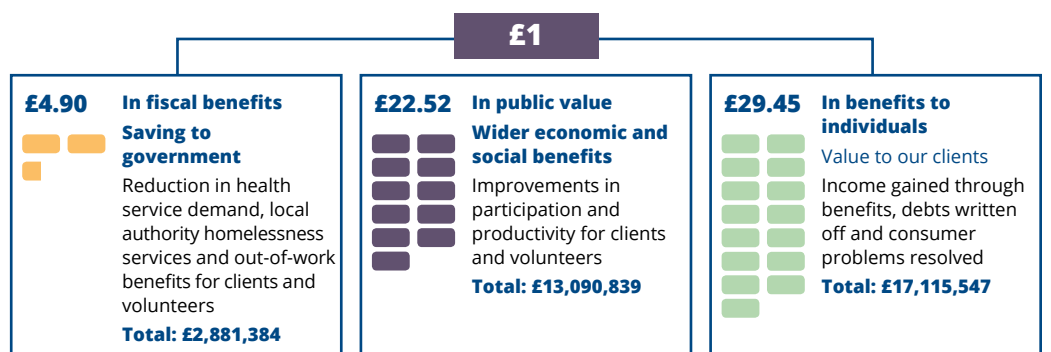 £1
£4.90
In fiscal benefits
Saving to
government
Reduction in health
service demand, local
authority homelessness
services and out-of-work
benefits for clients and
volunteers
Total: £2,881,384
£22.52
In public value
Wider economic and
social benefits
Improvements in
participation and
productivity for clients
and volunteers
Total: £13,090,839
£29.45
In benefits to
individuals
Value to our clients
Income gained through
benefits, debts written
off and consumer
problems resolved
Total: £17,115,547